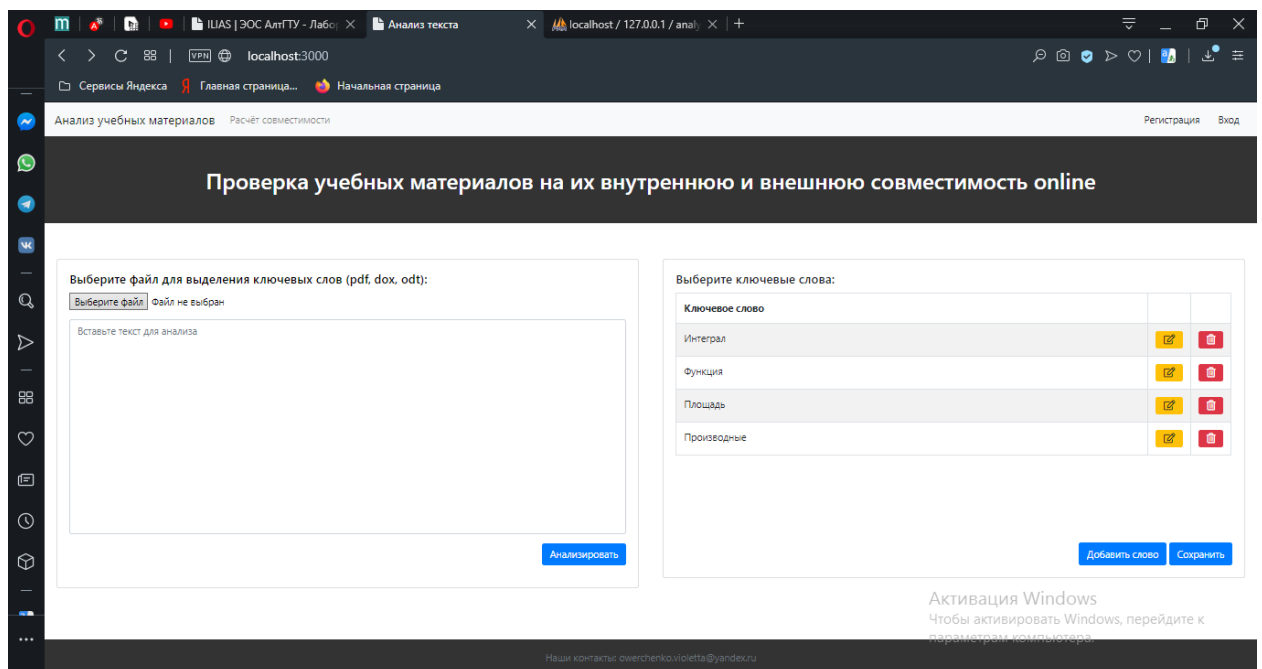 ILIAS | ЭОС АлтГТУ - Лабор
Анализ текста
localhost / 127.0.0.1 / analy
VPN
localhost:3000
Сервисы Яндекса
Главная страница...
Начальная страница
Анализ учебных материалов
Расчёт совместимости
Регистрация
Вход
Проверка учебных материалов на их внутреннюю и внешнюю совместимость online
Выберите файл для выделения ключевых слов (pdf, dox, odt):
Выберите файл
Файл не выбран
Вставьте текст для анализа
Анализировать
Выберите ключевые слова:
Ключевое слово
Интеграл
Функция
Площадь
Производные
Добавить слово
Сохранить
Активация Windows
Чтобы активировать Windows, перейдите к
параметрам компьютера.
Наши контакты: owerchenko.violetta@yandex.ru